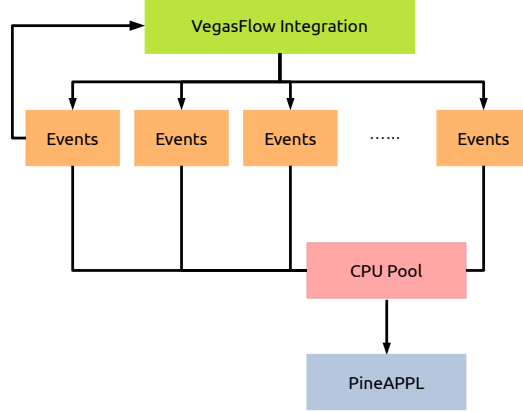 VegasFlow Integration
Events
Events
Events
......
Events
CPU Pool
PineAPPL